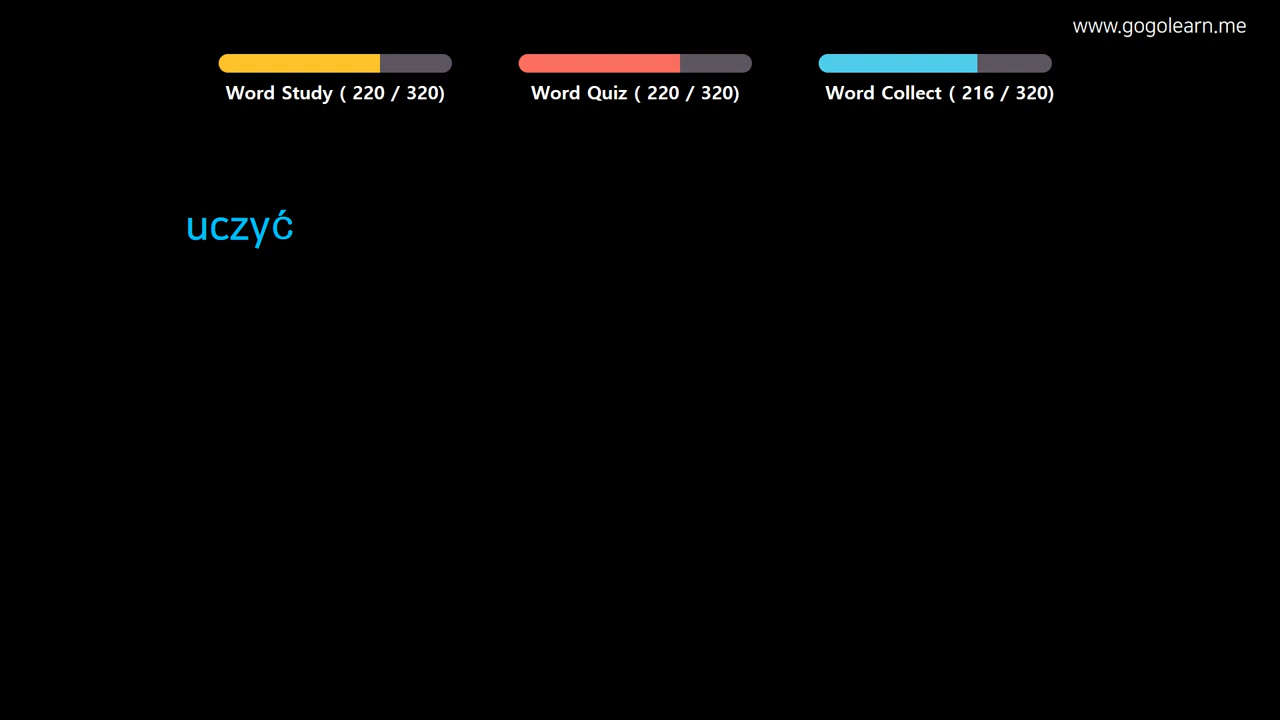 www.gogolearn.me
Word Study ( 220 / 320)
Word Quiz ( 220 / 320)
Word Collect ( 216 / 320)
uczyć